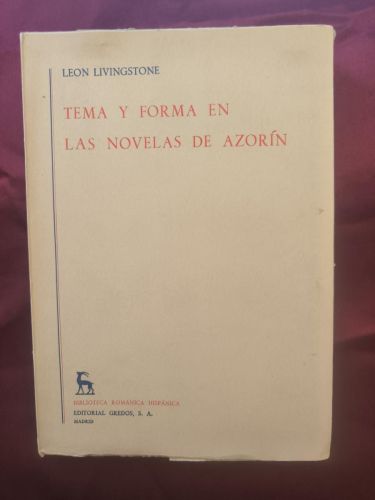 LEON LIVINGSTONE
TEMA Y FORMA EN
LAS NOVELAS DE AZORÍN
BIBLIOTECA ROMÁNICA HISPÁNICA
EDITORIAL GREDOS, S. A.
MADRID